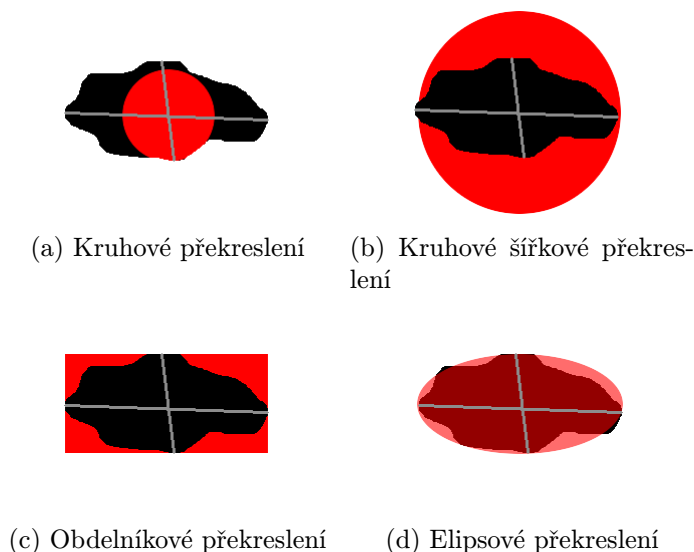 (a) Kruhové překreslení
(b) Kruhové šířkové překres-
lení
(c) Obdelníkové překreslení
(d) Elipsové překreslení